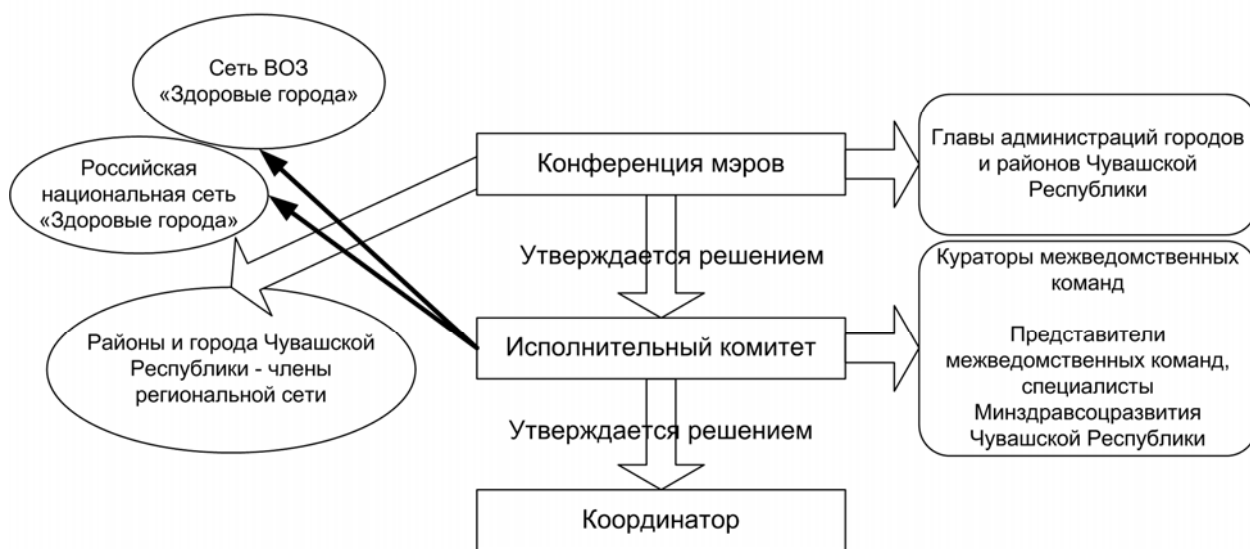 Сеть ВОЗ
«Здоровые города»
Российская
национальная сеть
«Здоровые города»
Районы и города Чувашской
Республики - члены
региональной сети
Конференция мэров
Утверждается решением
Исполнительный комитет
Утверждается решением
Координатор
Главы администраций городов
и районов Чувашской
Республики
Кураторы межведомственных
команд
Представители
межведомственных команд,
специалисты
Минздравсоцразвития
Чувашской Республики